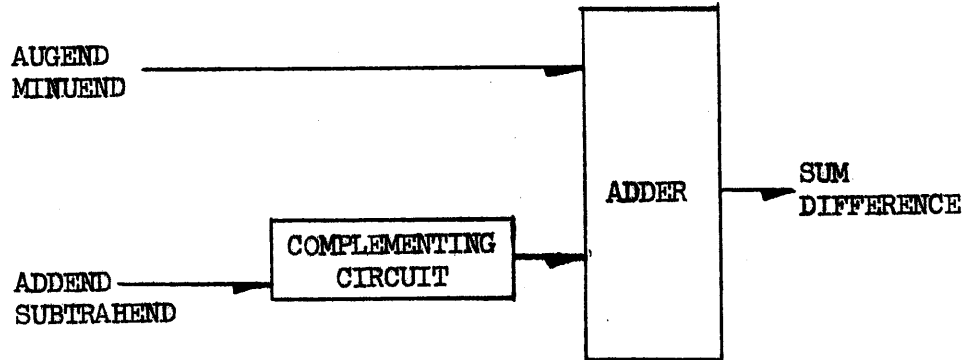 AUGEND
MINUEND
ADDER
SUM
DIFFERENCE
COMPLEMENTING
CIRCUIT
ADDEND
SUBTRAHEND